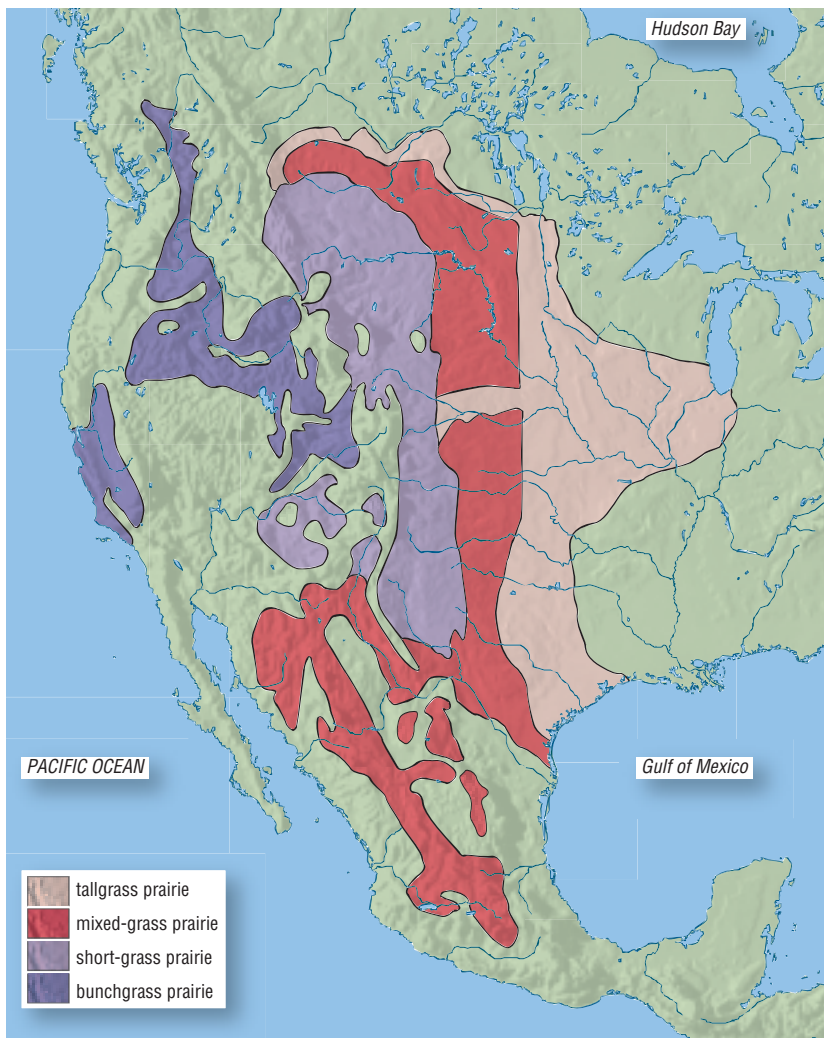 Hudson Bay
PACIFIC OCEAN
Gulf of Mexico
tallgrass prairie
mixed-grass prairie
short-grass prairie
bunchgrass prairie